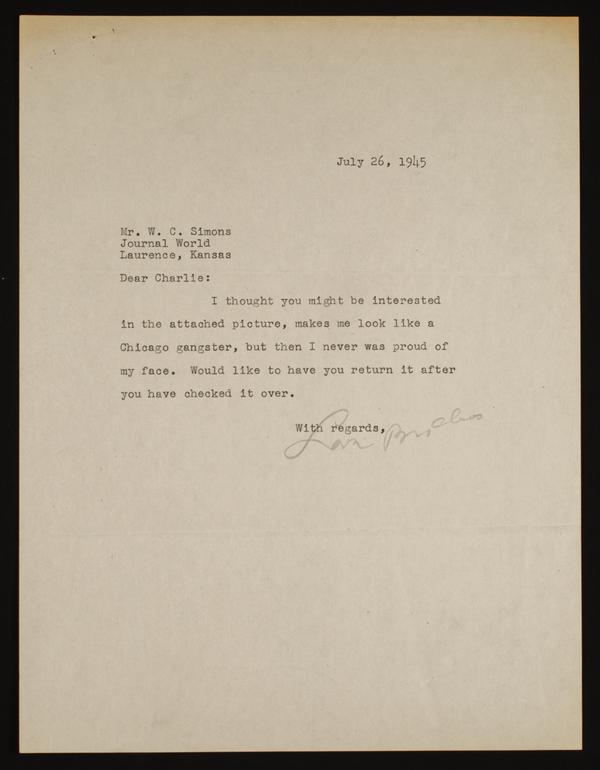 July 26, 1945
Mr. W. C. Simons
Journal World
Laurence, Kansas
Dear Charlie:
I thought you might be interested
in the attached picture, makes me look like a
Chicago gangster, but then I never was proud of
my face. Would like to have you return it after
you have checked it over.
With regards,